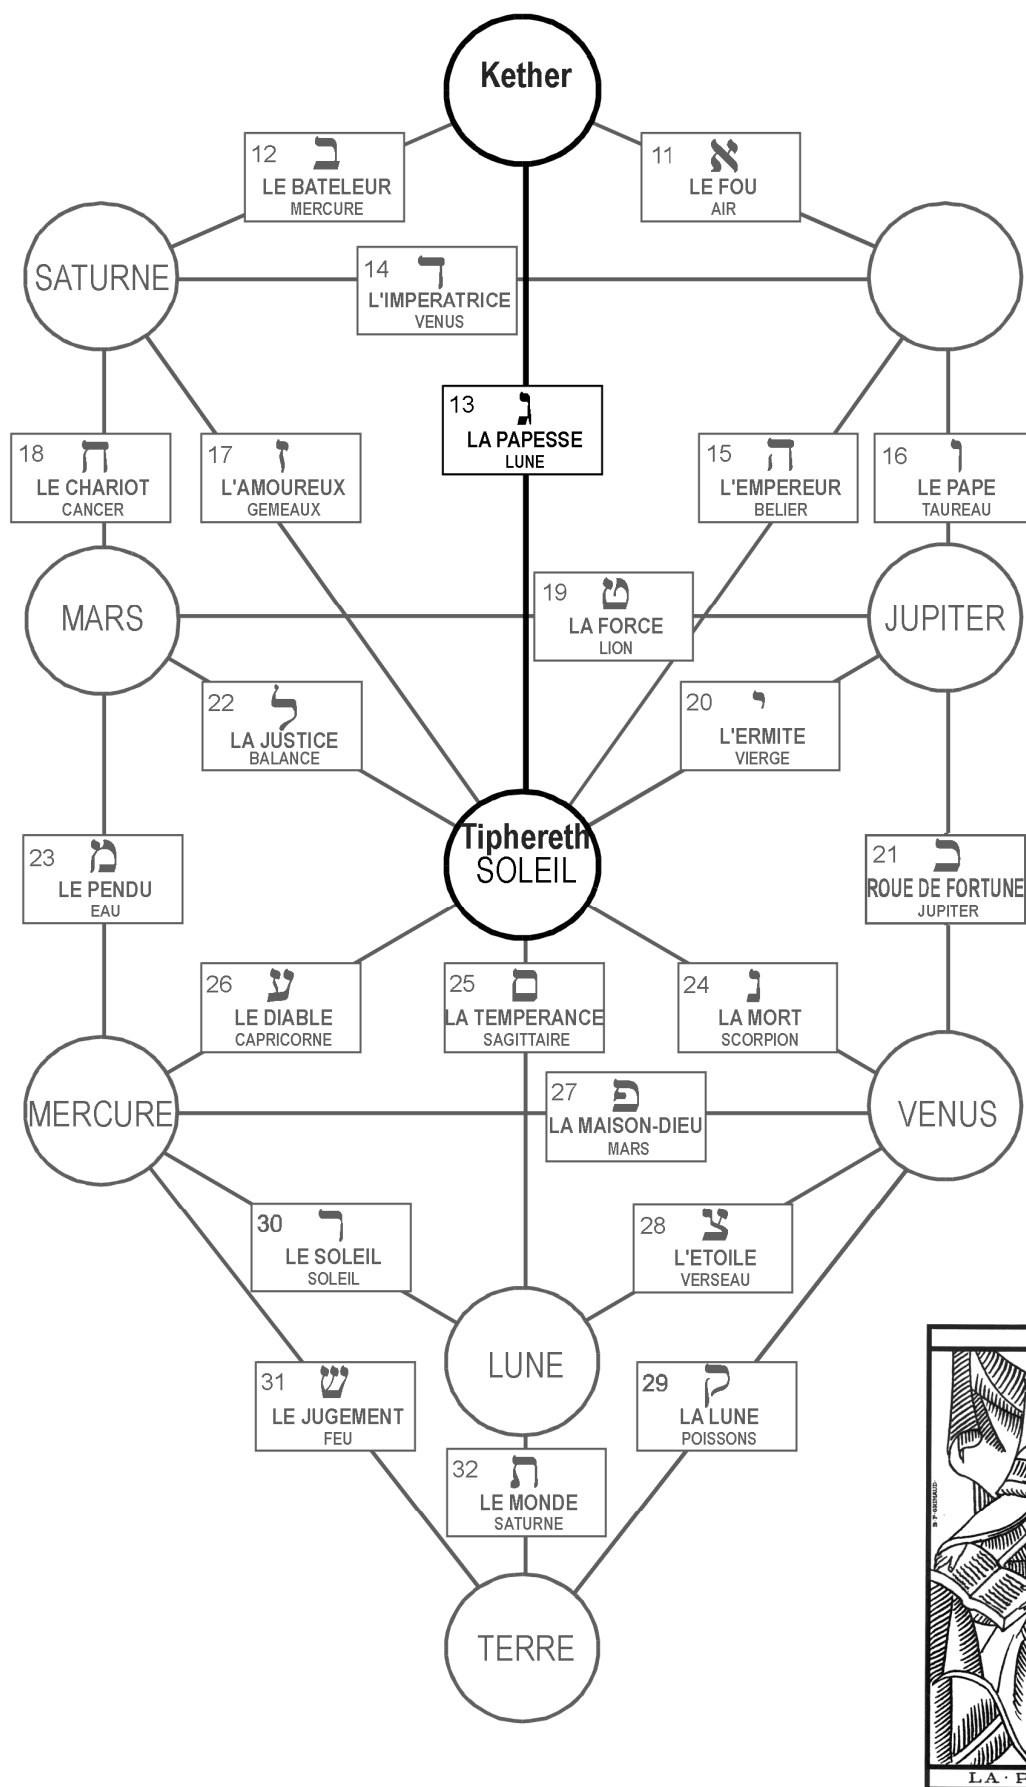 Kether
12 ב
LE BATELEUR
MERCURE
11 א
LE FOU
AIR
SATURNE
14 ד
L'IMPERATRICE
VENUS
13 ג
LA PAPESSE
LUNE
18 ח
LE CHARIOT
CANCER
17 ז
L'AMOUREUX
GEMEAUX
15 ה
L'EMPEREUR
BELIER
16 ו
LE PAPE
TAUREAU
MARS
19 ט
LA FORCE
LION
JUPITER
22 ל
LA JUSTICE
BALANCE
20 י
L'ERMITE
VIERGE
Tiphereth
SOLEIL
23 מ
LE PENDU
EAU
21 כ
ROUE DE FORTUNE
JUPITER
26 ע
LE DIABLE
CAPRICORNE
25 ם
LA TEMPERANCE
SAGITTAIRE
24 נ
LA MORT
SCORPION
MERCURE
27 פ
LA MAISON-DIEU
MARS
VENUS
30 ר
LE SOLEIL
SOLEIL
28 צ
L'ETOILE
VERSEAU
LUNE
31 ש
LE JUGEMENT
FEU
29 ק
LA LUNE
POISSONS
32 ת
LE MONDE
SATURNE
TERRE
B·P·GRIMAUD
LA·P